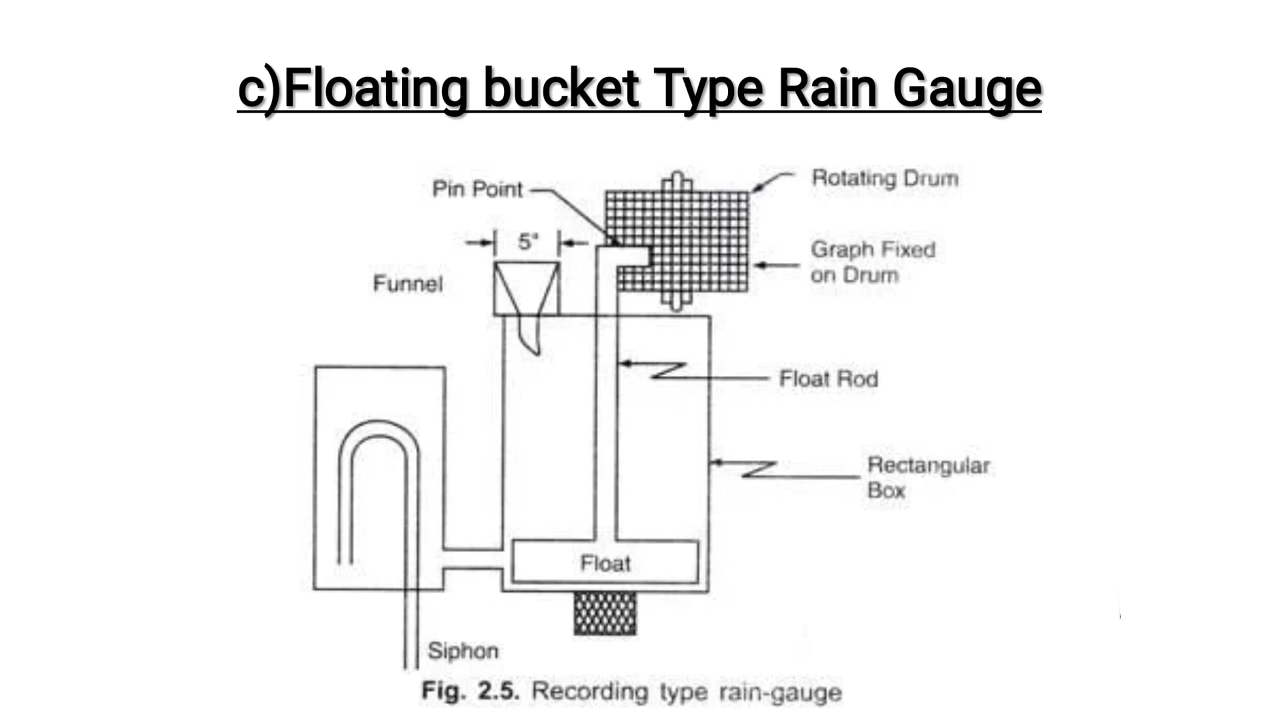 c)Floating bucket Type Rain Gauge
Rotating Drum
Pin Point
5"
Graph Fixed
on Drum
Funnel
Float Rod
Rectangular
Box
Float
Siphon
Fig. 2.5. Recording type rain-gauge